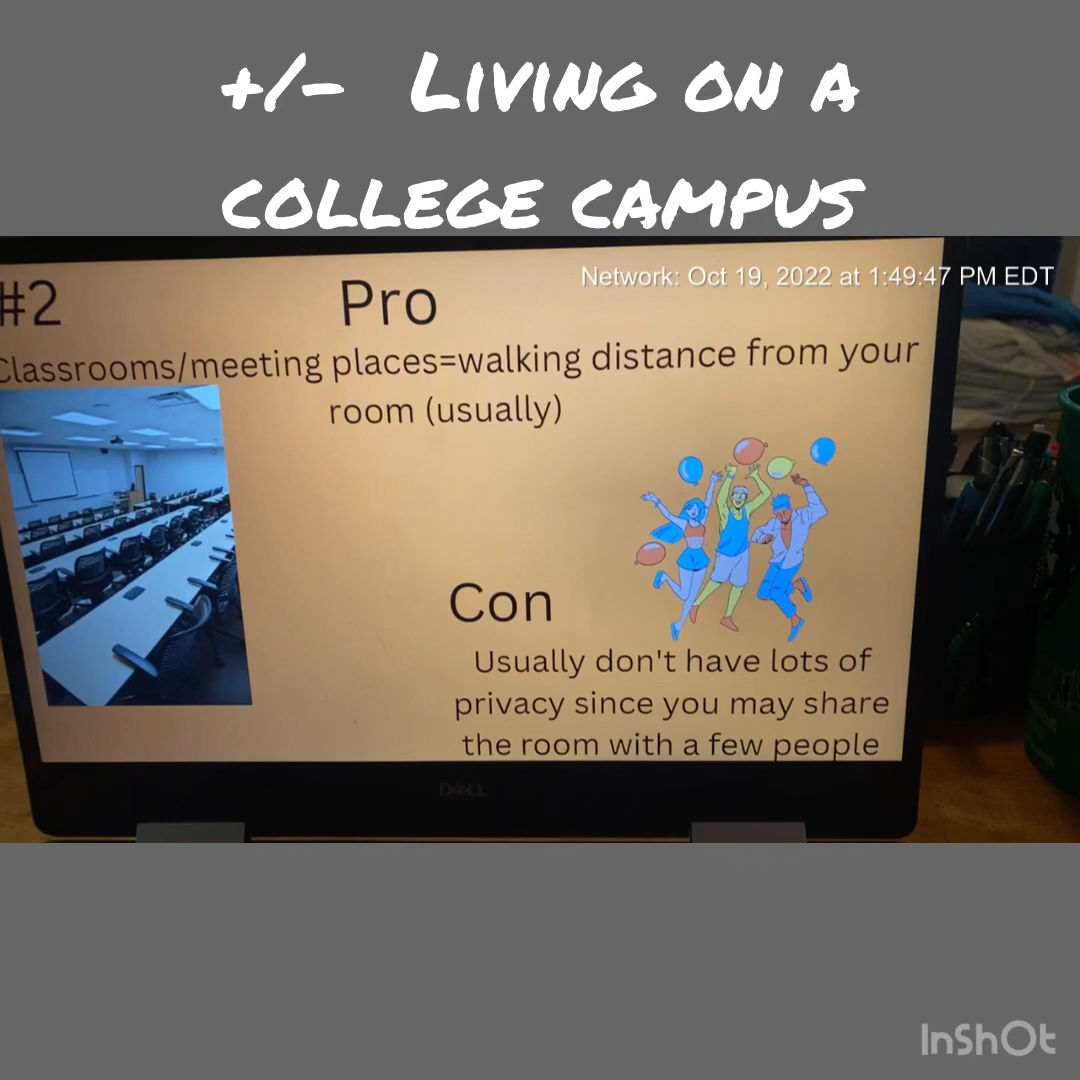 +/- Living on a
college campus
Network: Oct 19, 2022 at 1:49:47 PM EDT
#2
Pro
Classrooms/meeting places=walking distance from your
room (usually)
Con
Usually don't have lots of
privacy since you may share
the room with a few people
DELL
InShOt